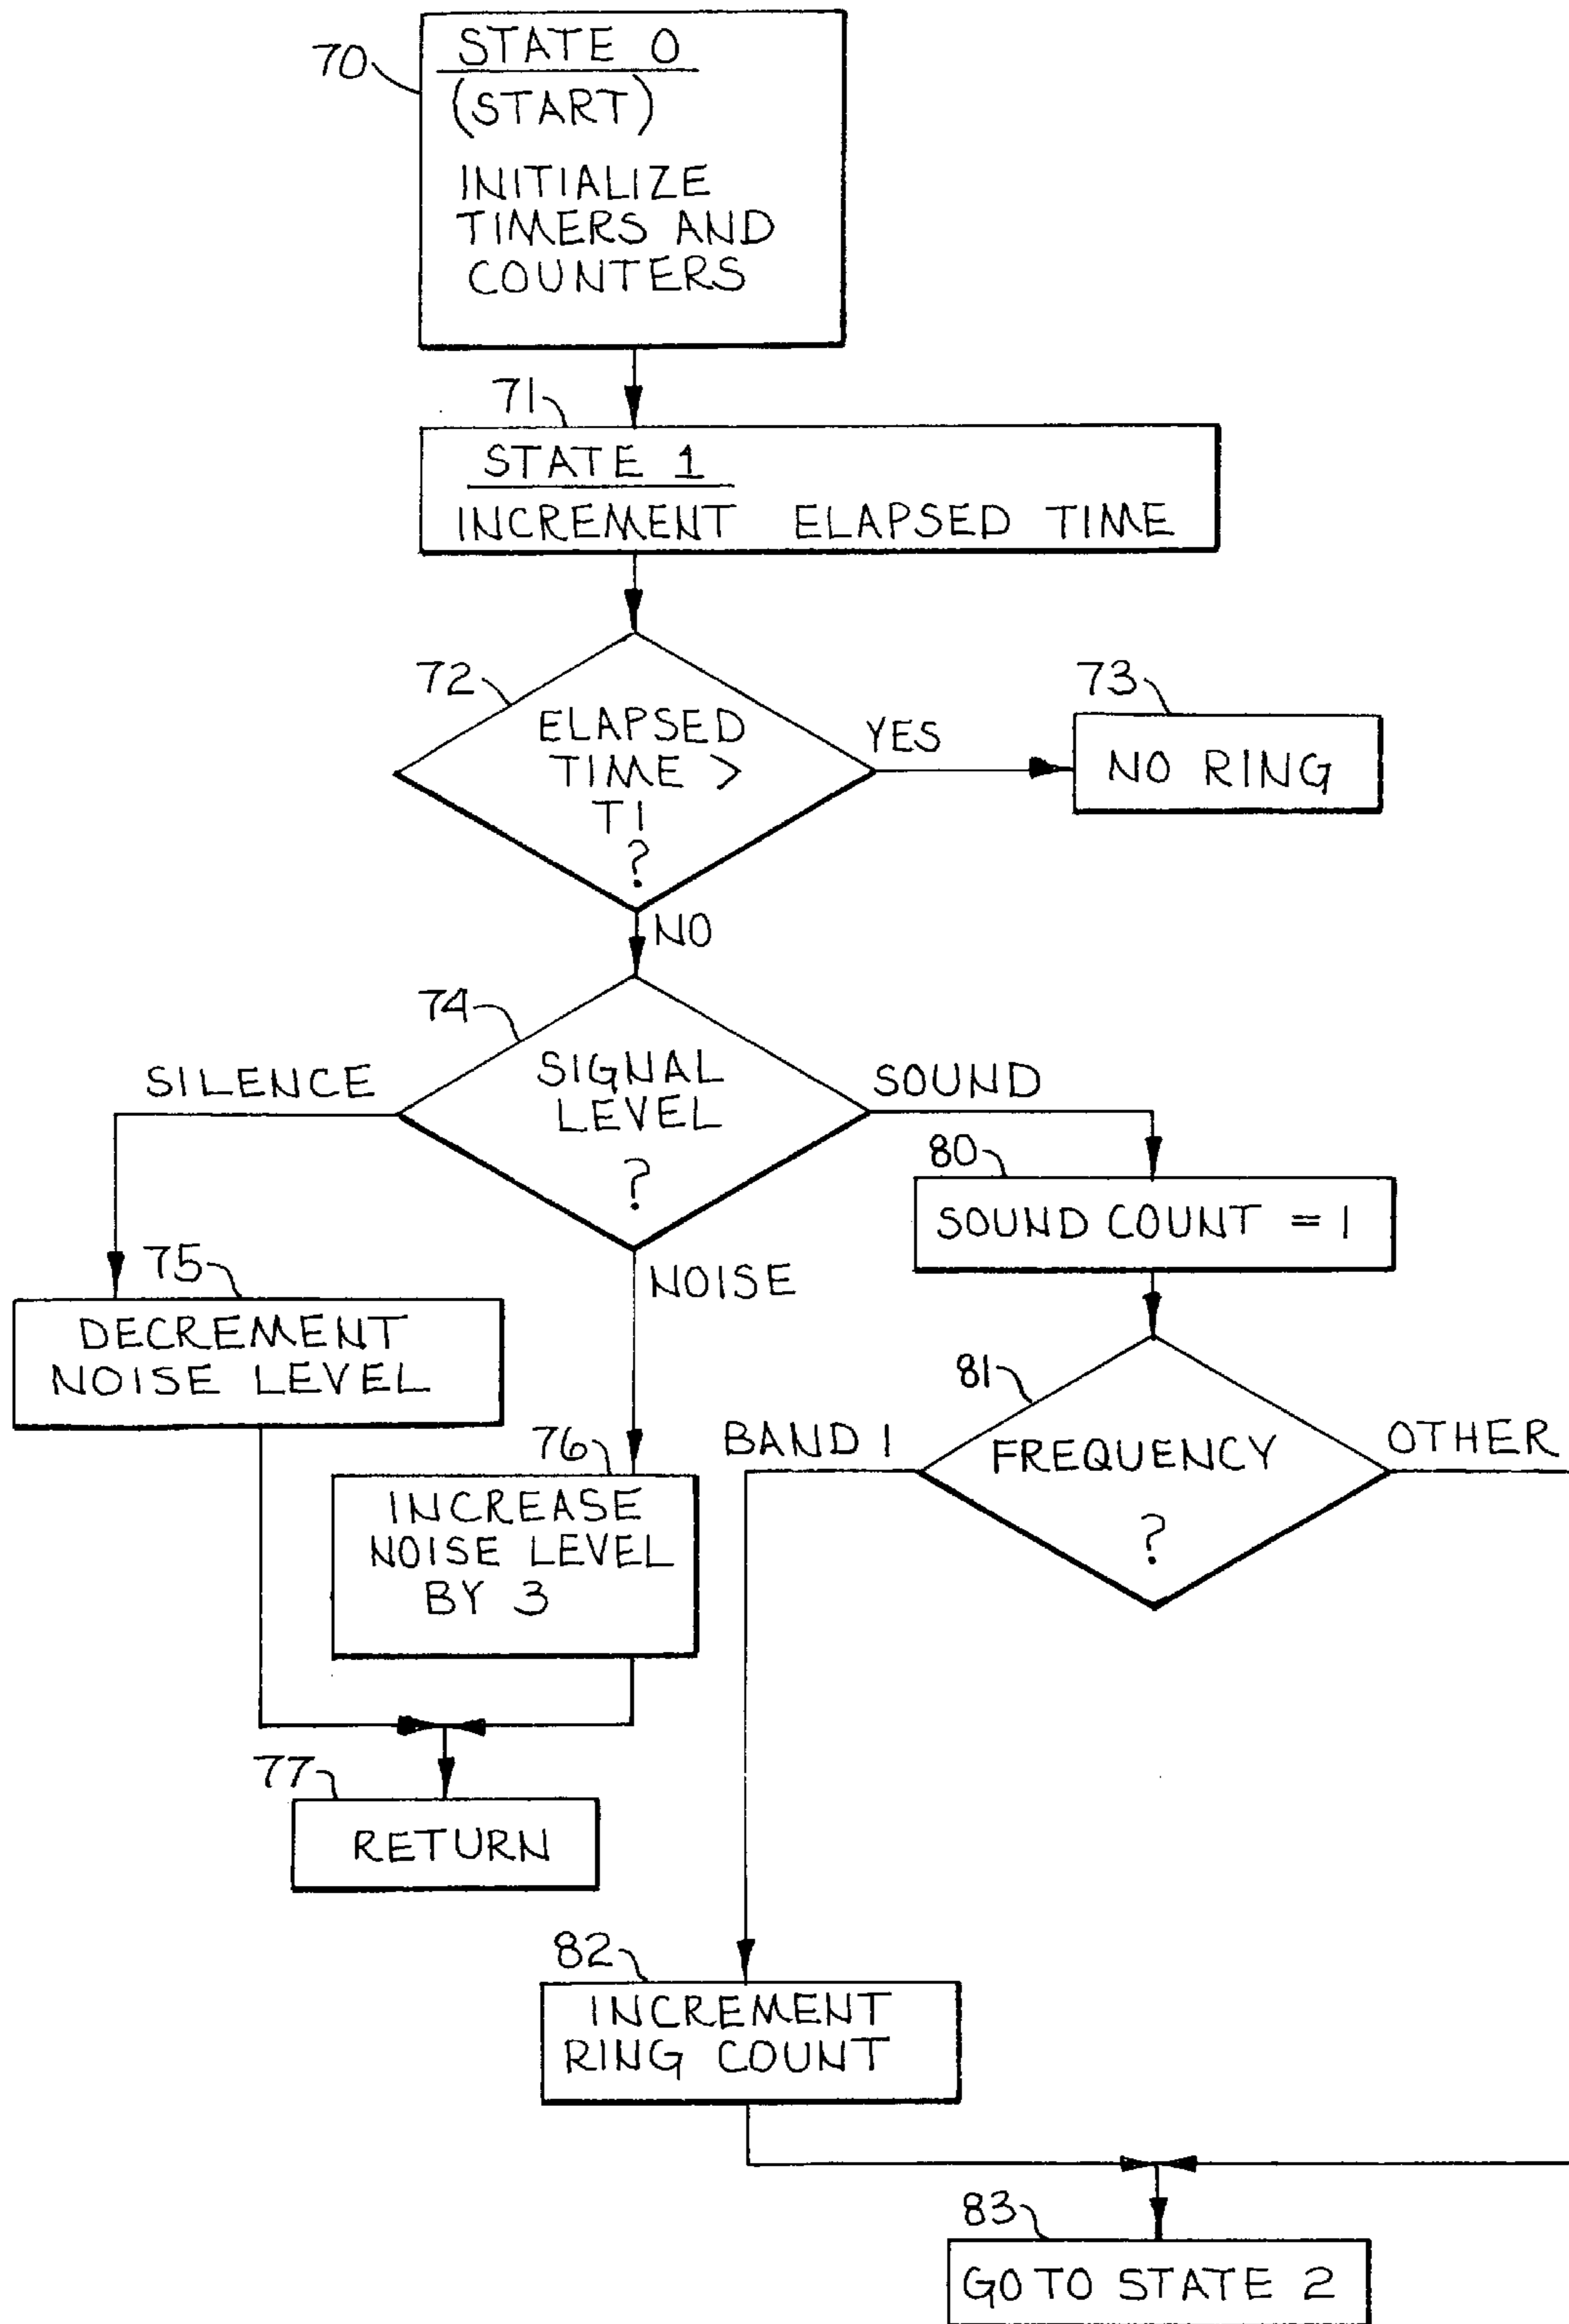 70
STATE 0
(START)
INITIALIZE
TIMERS AND
COUNTERS
71
STATE 1
INCREMENT ELAPSED TIME
72
ELAPSED
TIME >
T1
?
YES
73
NO RING
NO
74
SIGNAL
LEVEL
?
SILENCE
SOUND
NOISE
75
DECREMENT
NOISE LEVEL
76
INCREASE
NOISE LEVEL
BY 3
77
RETURN
80
SOUND COUNT = 1
81
FREQUENCY
?
BAND 1
OTHER
82
INCREMENT
RING COUNT
83
GO TO STATE 2